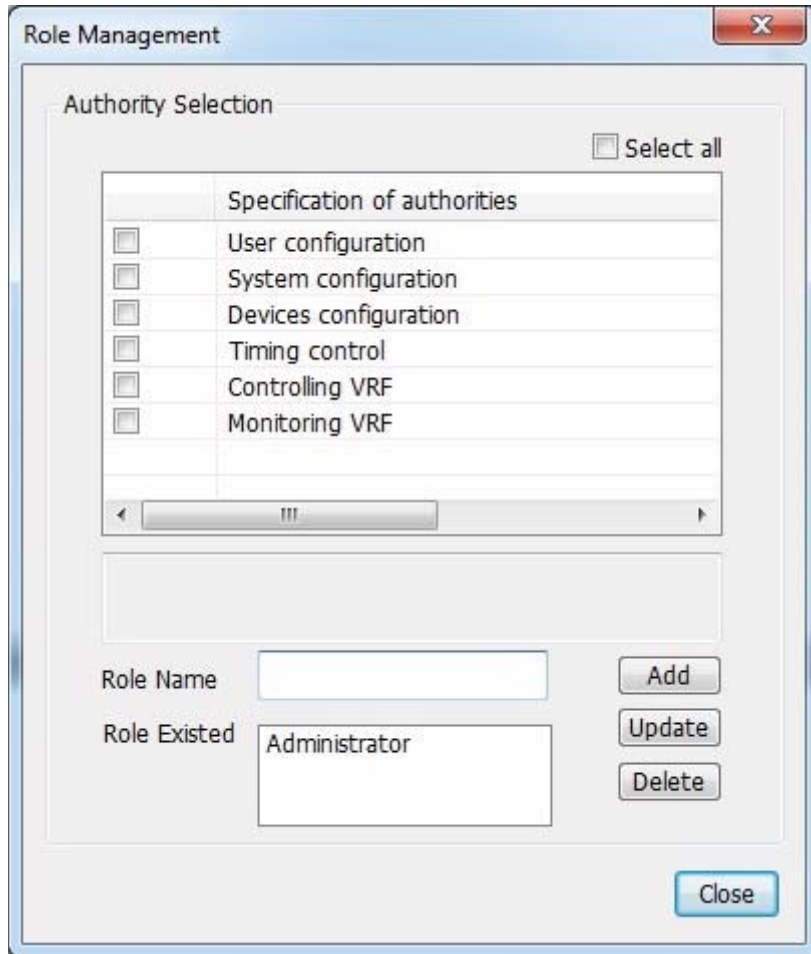 Role Management
Authority Selection
Select all
Specification of authorities
User configuration
System configuration
Devices configuration
Timing control
Controlling VRF
Monitoring VRF
Role Name
Add
Role Existed
Administrator
Update
Delete
Close